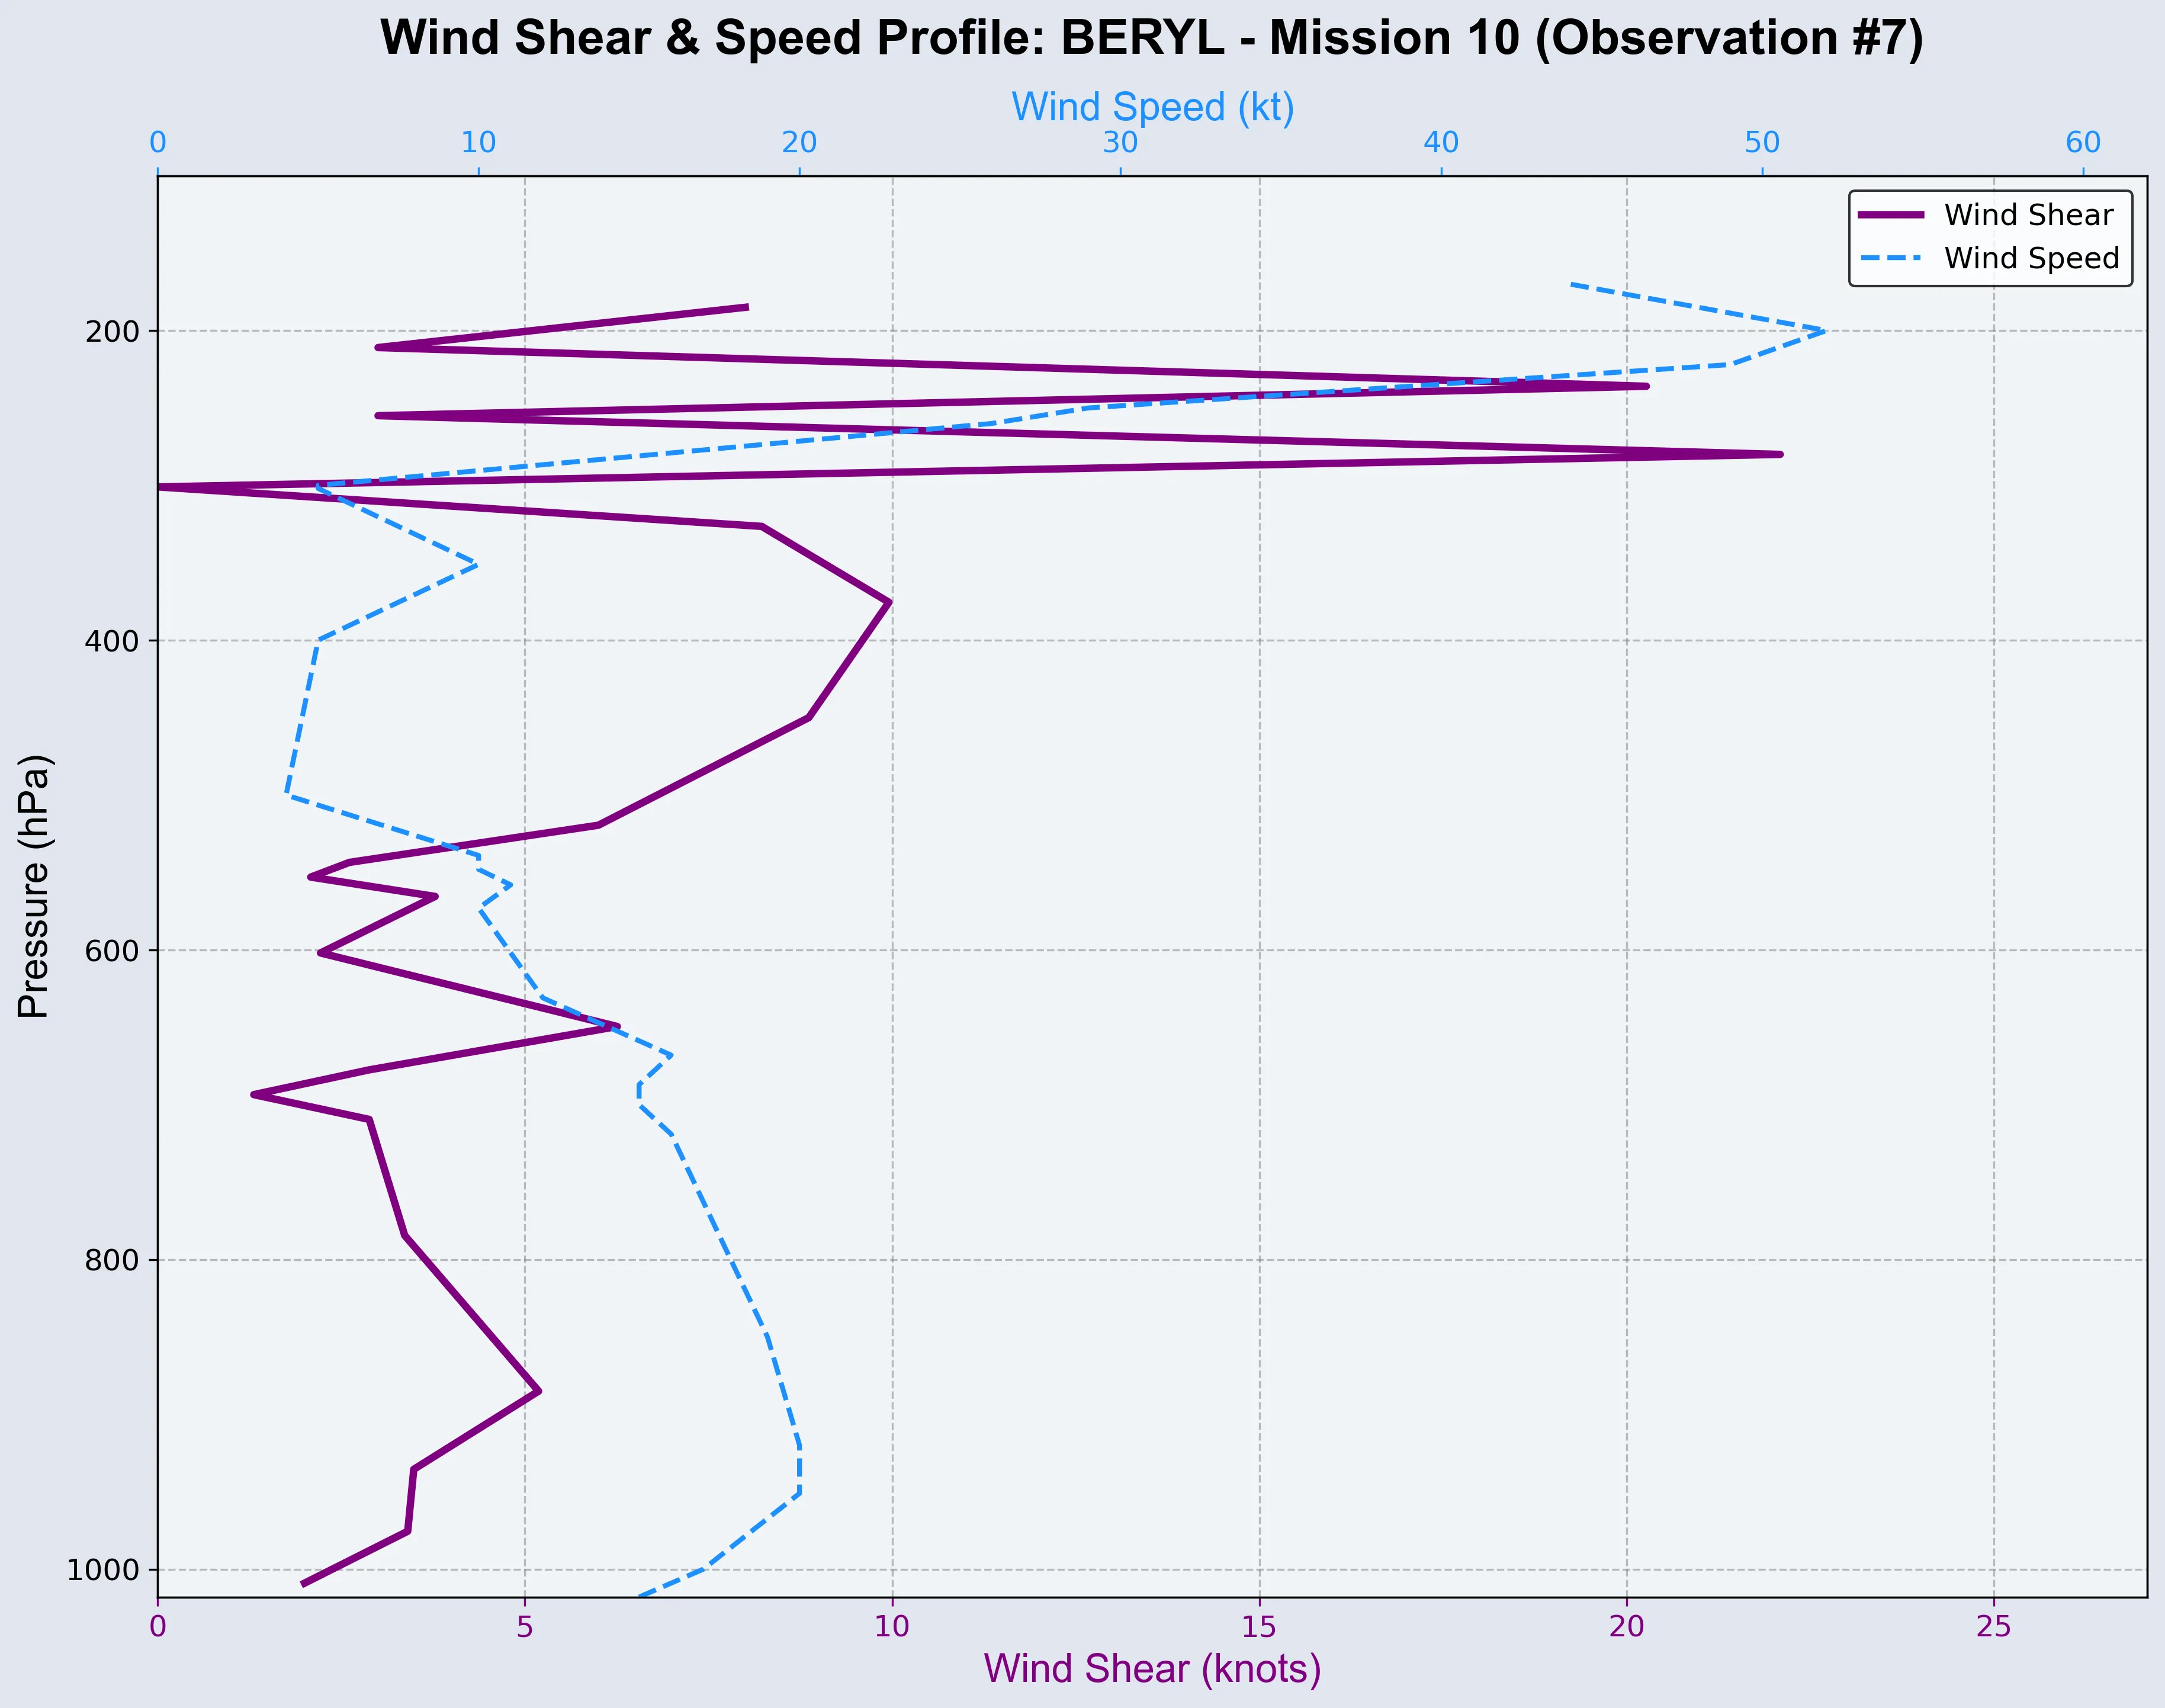 Wind Shear & Speed Profile: BERYL - Mission 10 (Observation #7)
Wind Speed (kt)
0 10 20 30 40 50 60
Wind Shear
Wind Speed
200
400
600
800
1000
Pressure (hPa)
0 5 10 15 20 25
Wind Shear (knots)